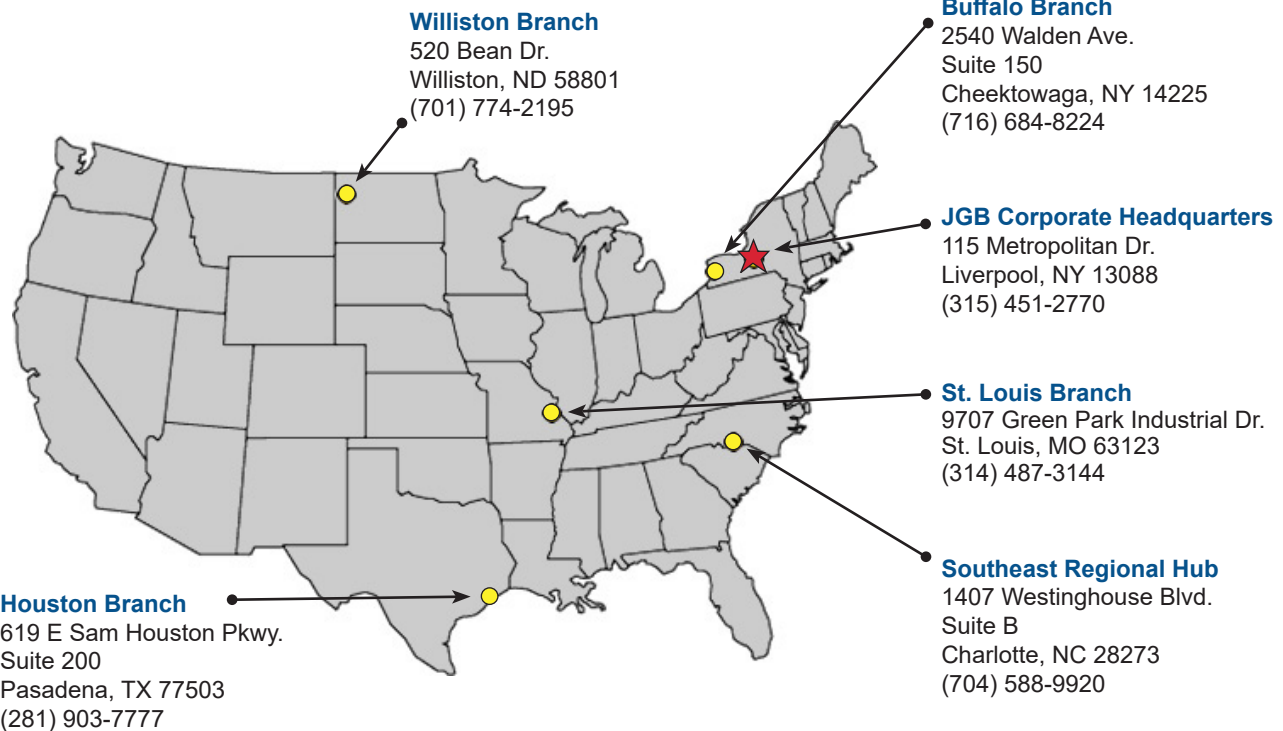 Williston Branch
520 Bean Dr.
Williston, ND 58801
(701) 774-2195
Buffalo Branch
2540 Walden Ave.
Suite 150
Cheektowaga, NY 14225
(716) 684-8224
JGB Corporate Headquarters
115 Metropolitan Dr.
Liverpool, NY 13088
(315) 451-2770
St. Louis Branch
9707 Green Park Industrial Dr.
St. Louis, MO 63123
(314) 487-3144
Southeast Regional Hub
1407 Westinghouse Blvd.
Suite B
Charlotte, NC 28273
(704) 588-9920
Houston Branch
619 E Sam Houston Pkwy.
Suite 200
Pasadena, TX 77503
(281) 903-7777